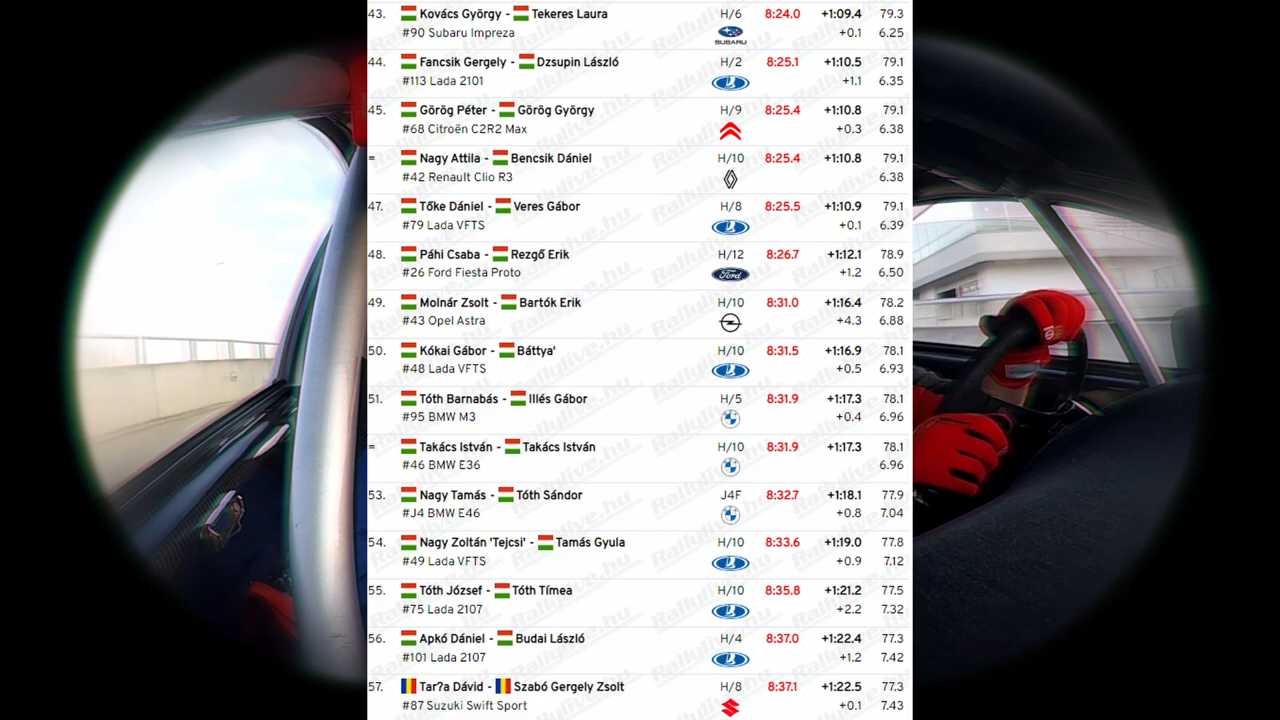 43. Kovács György - Tekeres Laura H/6 8:24.0 +1:09.4 79.3
#90 Subaru Impreza SUBARU +0.1 6.25
44. Fancsik Gergely - Dzsupin László H/2 8:25.1 +1:10.5 79.1
#113 Lada 2101 +1.1 6.35
45. Görög Péter - Görög György H/9 8:25.4 +1:10.8 79.1
#68 Citroën C2R2 Max +0.3 6.38
= Nagy Attila - Bencsik Dániel H/10 8:25.4 +1:10.8 79.1
#42 Renault Clio R3 6.38
47. Tőke Dániel - Veres Gábor H/8 8:25.5 +1:10.9 79.1
#79 Lada VFTS +0.1 6.39
48. Páhi Csaba - Rezgő Erik H/12 8:26.7 +1:12.1 78.9
#26 Ford Fiesta Proto Ford +1.2 6.50
49. Molnár Zsolt - Bartók Erik H/10 8:31.0 +1:16.4 78.2
#43 Opel Astra +4.3 6.88
50. Kókai Gábor - Báttya' H/10 8:31.5 +1:16.9 78.1
#48 Lada VFTS +0.5 6.93
51. Tóth Barnabás - Illés Gábor H/5 8:31.9 +1:17.3 78.1
#95 BMW M3 +0.4 6.96
= Takács István - Takács István H/10 8:31.9 +1:17.3 78.1
#46 BMW E36 6.96
53. Nagy Tamás - Tóth Sándor J4F 8:32.7 +1:18.1 77.9
#J4 BMW E46 +0.8 7.04
54. Nagy Zoltán 'Tejcsi' - Tamás Gyula H/10 8:33.6 +1:19.0 77.8
#49 Lada VFTS +0.9 7.12
55. Tóth József - Tóth Tímea H/10 8:35.8 +1:21.2 77.5
#75 Lada 2107 +2.2 7.32
56. Apkó Dániel - Budai László H/4 8:37.0 +1:22.4 77.3
#101 Lada 2107 +1.2 7.42
57. Tar?a Dávid - Szabó Gergely Zsolt H/8 8:37.1 +1:22.5 77.3
#87 Suzuki Swift Sport +0.1 7.43
Rallylive.hu